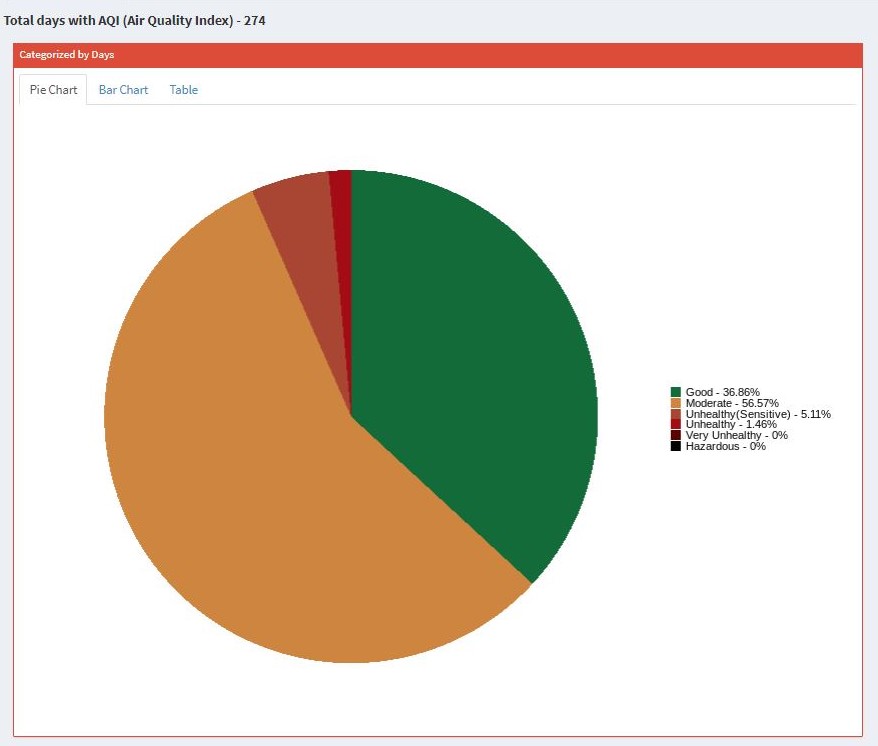 Total days with AQI (Air Quality Index) - 274
Categorized by Days
Pie Chart
Bar Chart
Table
Good - 36.86%
Moderate - 56.57%
Unhealthy(Sensitive) - 5.11%
Unhealthy - 1.46%
Very Unhealthy - 0%
Hazardous - 0%